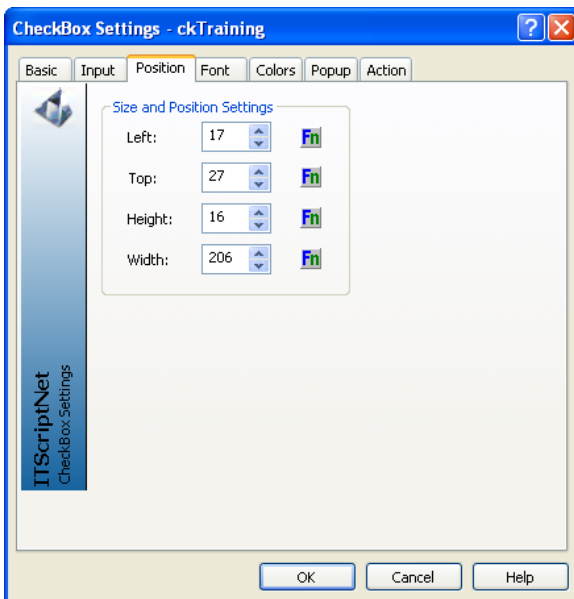 CheckBox Settings - ckTraining
Basic Input Position Font Colors Popup Action
Size and Position Settings
Left: 17 Fn
Top: 27 Fn
Height: 16 Fn
Width: 206 Fn
ITScriptNet
CheckBox Settings
OK Cancel Help